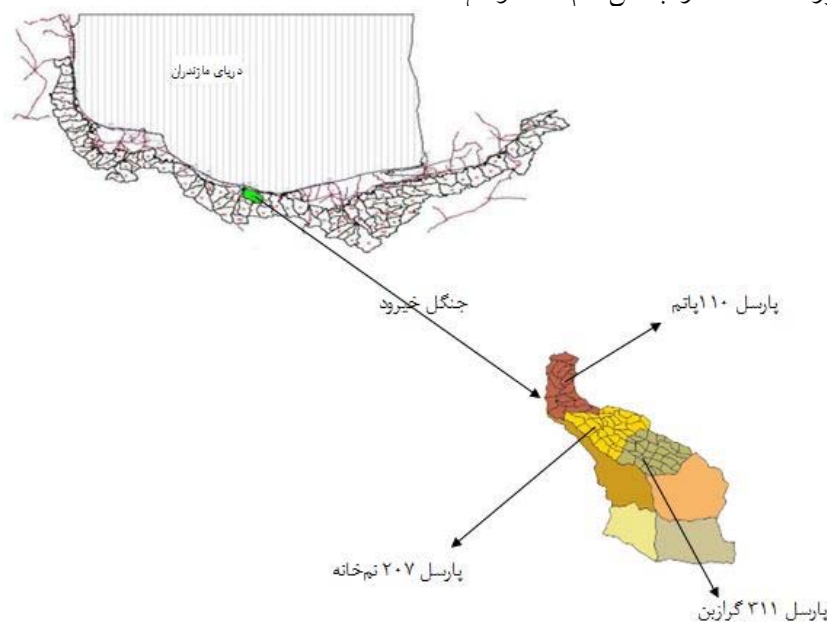 دریای مازندران
جنگل خیرود
پارسل ۱۱۰پاتم
پارسل ۲۰۷ نم‌خانه
پارسل ۳۱۱ گرازبن